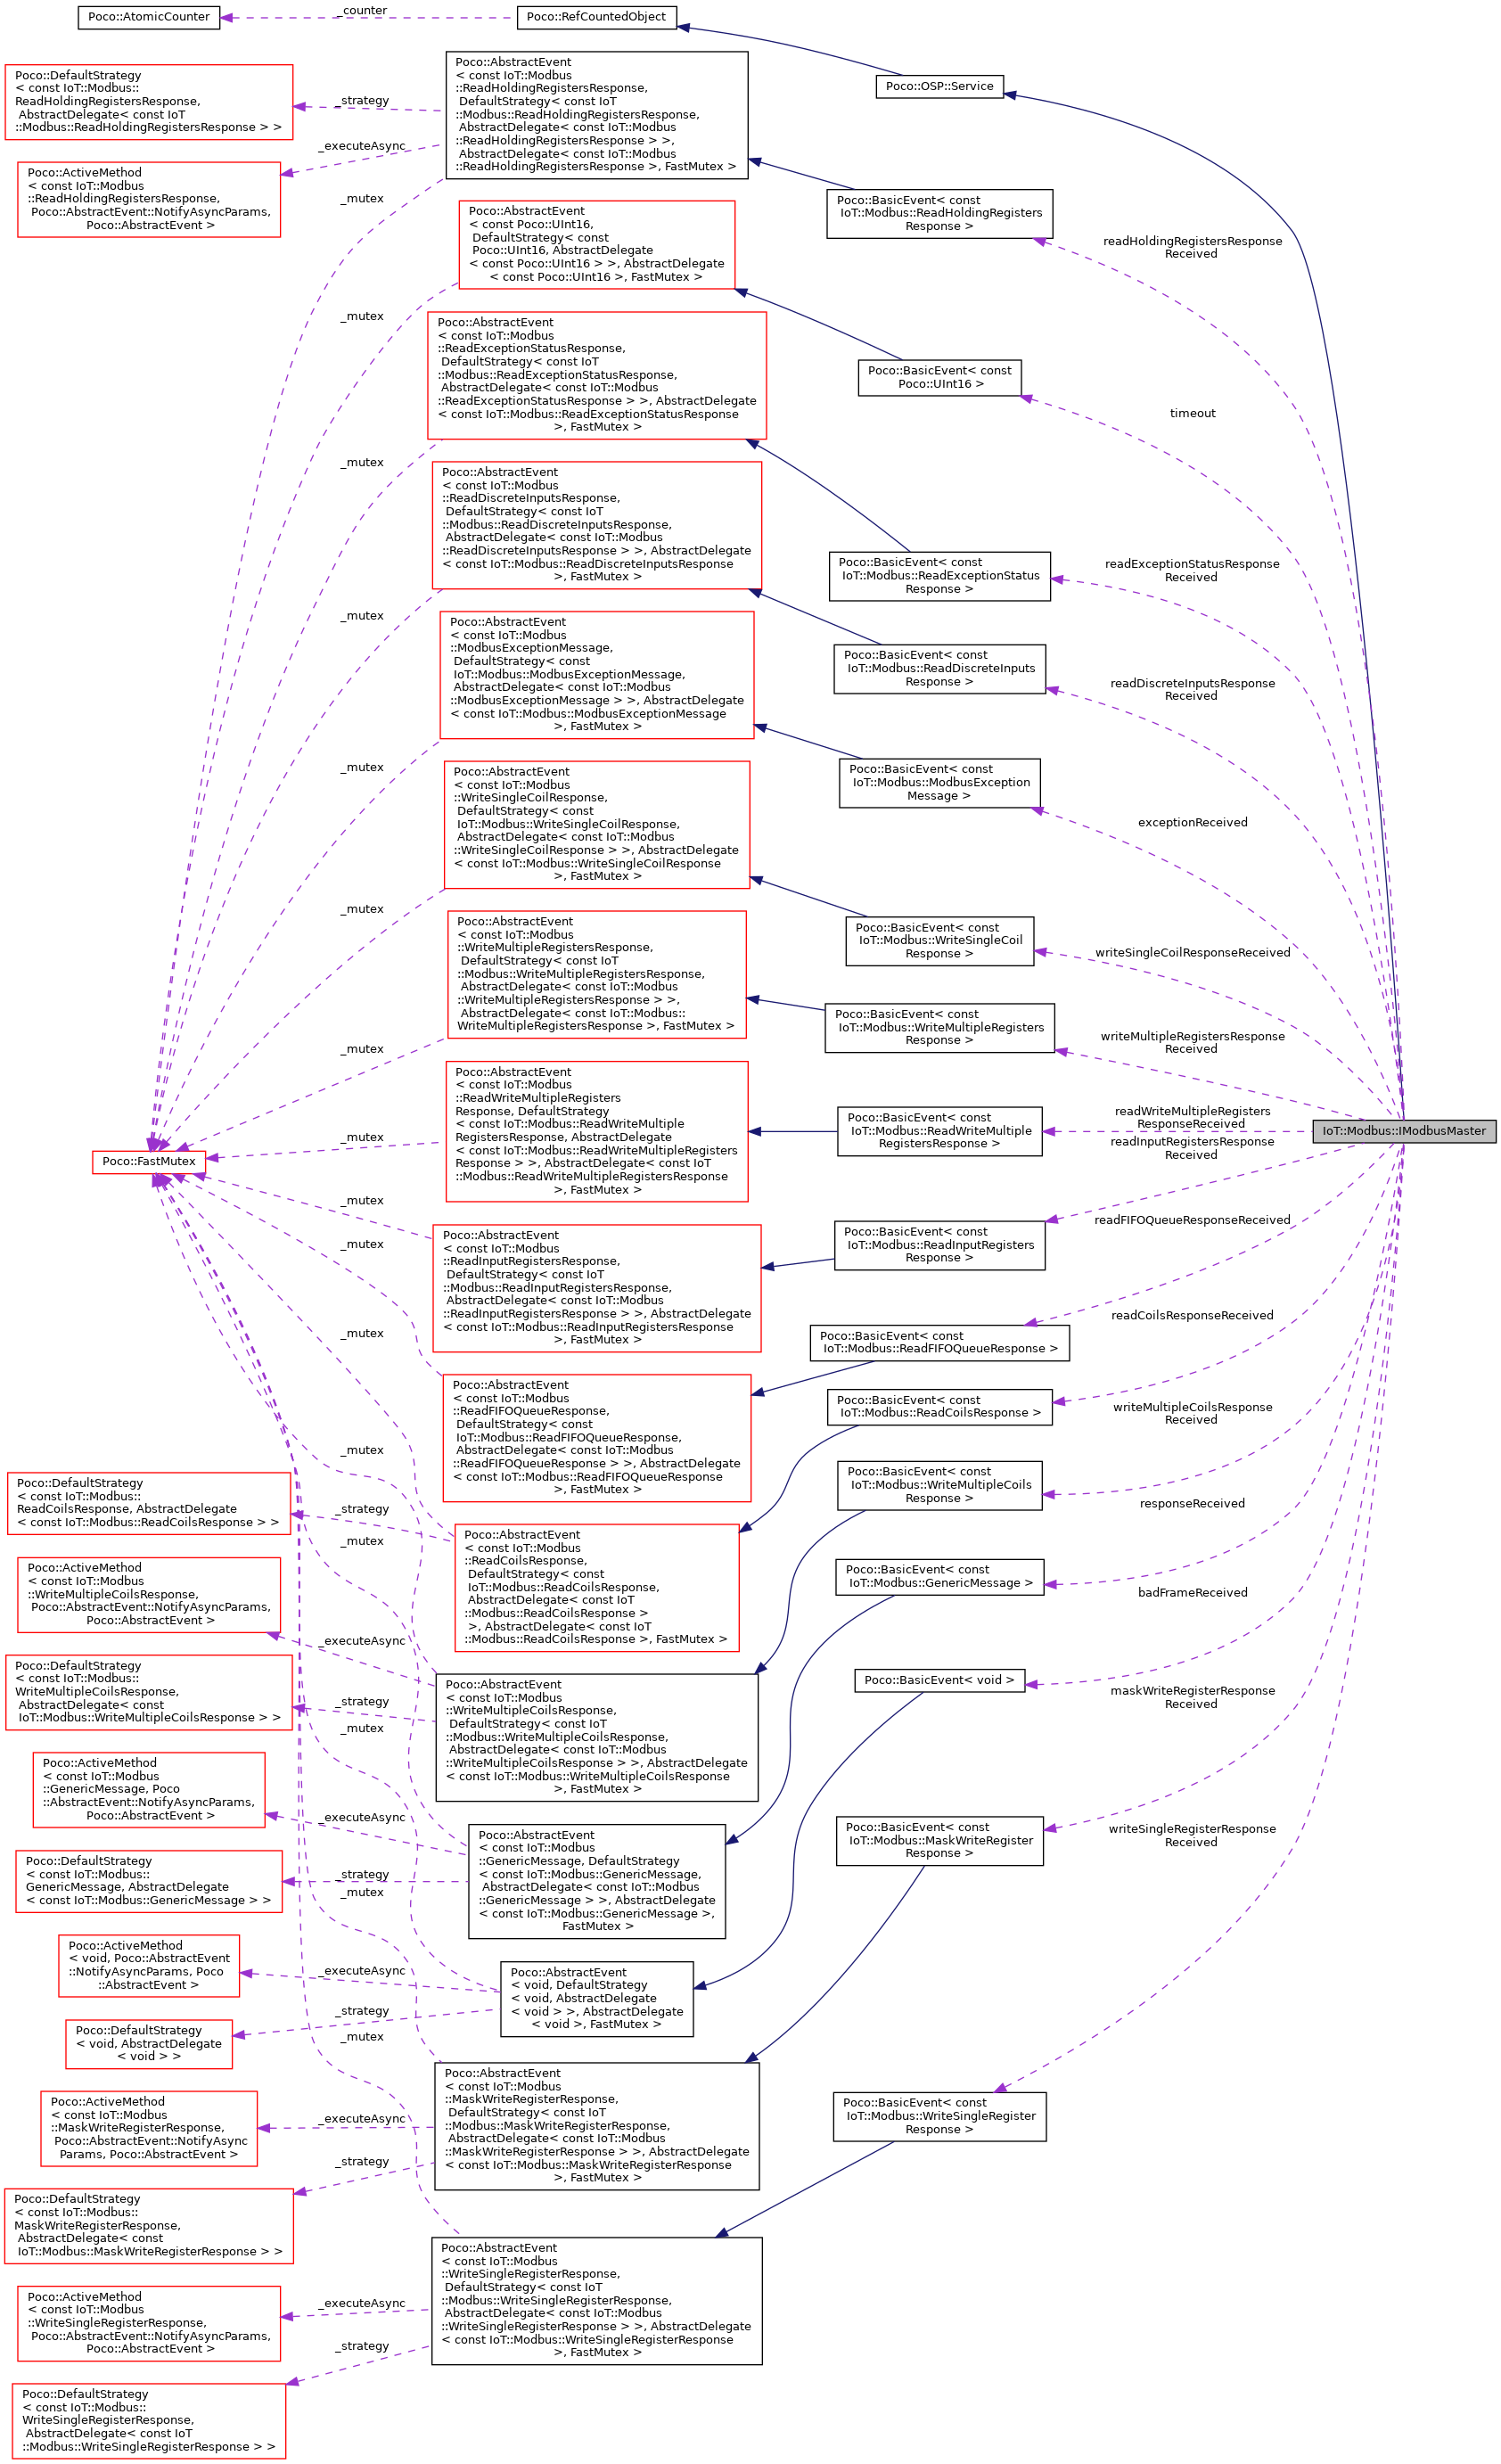 Poco::AtomicCounter
_counter
Poco::RefCountedObject
Poco::OSP::Service
Poco::DefaultStrategy
< const IoT::Modbus::
ReadHoldingRegistersResponse,
AbstractDelegate< const IoT
::Modbus::ReadHoldingRegistersResponse > >
_strategy
Poco::ActiveMethod
< const IoT::Modbus
::ReadHoldingRegistersResponse,
Poco::AbstractEvent::NotifyAsyncParams,
Poco::AbstractEvent >
_executeAsync
_mutex
Poco::AbstractEvent
< const IoT::Modbus
::ReadHoldingRegistersResponse,
DefaultStrategy< const IoT
::Modbus::ReadHoldingRegistersResponse,
AbstractDelegate< const IoT::Modbus
::ReadHoldingRegistersResponse > >,
AbstractDelegate< const IoT::Modbus
::ReadHoldingRegistersResponse >, FastMutex >
Poco::BasicEvent< const
IoT::Modbus::ReadHoldingRegisters
Response >
readHoldingRegistersResponse
Received
Poco::AbstractEvent
< const Poco::UInt16,
DefaultStrategy< const
Poco::UInt16, AbstractDelegate
< const Poco::UInt16 > >, AbstractDelegate
< const Poco::UInt16 >, FastMutex >
_mutex
Poco::BasicEvent< const
Poco::UInt16 >
timeout
Poco::AbstractEvent
< const IoT::Modbus
::ReadExceptionStatusResponse,
DefaultStrategy< const IoT
::Modbus::ReadExceptionStatusResponse,
AbstractDelegate< const IoT::Modbus
::ReadExceptionStatusResponse > >, AbstractDelegate
< const IoT::Modbus::ReadExceptionStatusResponse
>, FastMutex >
_mutex
Poco::BasicEvent< const
IoT::Modbus::ReadExceptionStatus
Response >
readExceptionStatusResponse
Received
Poco::AbstractEvent
< const IoT::Modbus
::ReadDiscreteInputsResponse,
DefaultStrategy< const IoT
::Modbus::ReadDiscreteInputsResponse,
AbstractDelegate< const IoT::Modbus
::ReadDiscreteInputsResponse > >, AbstractDelegate
< const IoT::Modbus::ReadDiscreteInputsResponse
>, FastMutex >
_mutex
Poco::BasicEvent< const
IoT::Modbus::ReadDiscreteInputs
Response >
readDiscreteInputsResponse
Received
Poco::AbstractEvent
< const IoT::Modbus
::ModbusExceptionMessage,
DefaultStrategy< const
IoT::Modbus::ModbusExceptionMessage,
AbstractDelegate< const IoT::Modbus
::ModbusExceptionMessage > >, AbstractDelegate
< const IoT::Modbus::ModbusExceptionMessage
>, FastMutex >
_mutex
Poco::BasicEvent< const
IoT::Modbus::ModbusException
Message >
exceptionReceived
Poco::AbstractEvent
< const IoT::Modbus
::WriteSingleCoilResponse,
DefaultStrategy< const
IoT::Modbus::WriteSingleCoilResponse,
AbstractDelegate< const IoT::Modbus
::WriteSingleCoilResponse > >, AbstractDelegate
< const IoT::Modbus::WriteSingleCoilResponse
>, FastMutex >
_mutex
Poco::BasicEvent< const
IoT::Modbus::WriteSingleCoil
Response >
writeSingleCoilResponseReceived
Poco::AbstractEvent
< const IoT::Modbus
::WriteMultipleRegistersResponse,
DefaultStrategy< const IoT
::Modbus::WriteMultipleRegistersResponse,
AbstractDelegate< const IoT::Modbus
::WriteMultipleRegistersResponse > >,
AbstractDelegate< const IoT::Modbus::
WriteMultipleRegistersResponse >, FastMutex >
_mutex
Poco::BasicEvent< const
IoT::Modbus::WriteMultipleRegisters
Response >
writeMultipleRegistersResponse
Received
Poco::FastMutex
_mutex
Poco::AbstractEvent
< const IoT::Modbus
::ReadWriteMultipleRegisters
Response, DefaultStrategy
< const IoT::Modbus::ReadWriteMultiple
RegistersResponse, AbstractDelegate
< const IoT::Modbus::ReadWriteMultipleRegisters
Response > >, AbstractDelegate< const IoT
::Modbus::ReadWriteMultipleRegistersResponse
>, FastMutex >
Poco::BasicEvent< const
IoT::Modbus::ReadWriteMultiple
RegistersResponse >
readWriteMultipleRegisters
ResponseReceived
IoT::Modbus::IModbusMaster
readInputRegistersResponse
Received
_mutex
Poco::AbstractEvent
< const IoT::Modbus
::ReadInputRegistersResponse,
DefaultStrategy< const IoT
::Modbus::ReadInputRegistersResponse,
AbstractDelegate< const IoT::Modbus
::ReadInputRegistersResponse > >, AbstractDelegate
< const IoT::Modbus::ReadInputRegistersResponse
>, FastMutex >
Poco::BasicEvent< const
IoT::Modbus::ReadInputRegisters
Response >
readFIFOQueueResponseReceived
_mutex
Poco::BasicEvent< const
IoT::Modbus::ReadFIFOQueueResponse >
readCoilsResponseReceived
_mutex
Poco::AbstractEvent
< const IoT::Modbus
::ReadFIFOQueueResponse,
DefaultStrategy< const
IoT::Modbus::ReadFIFOQueueResponse,
AbstractDelegate< const IoT::Modbus
::ReadFIFOQueueResponse > >, AbstractDelegate
< const IoT::Modbus::ReadFIFOQueueResponse
>, FastMutex >
Poco::BasicEvent< const
IoT::Modbus::ReadCoilsResponse >
writeMultipleCoilsResponse
Received
_mutex
Poco::DefaultStrategy
< const IoT::Modbus::
ReadCoilsResponse, AbstractDelegate
< const IoT::Modbus::ReadCoilsResponse > >
_strategy
Poco::BasicEvent< const
IoT::Modbus::WriteMultipleCoils
Response >
responseReceived
_mutex
Poco::AbstractEvent
< const IoT::Modbus
::ReadCoilsResponse,
DefaultStrategy< const
IoT::Modbus::ReadCoilsResponse,
AbstractDelegate< const IoT
::Modbus::ReadCoilsResponse >
>, AbstractDelegate< const IoT
::Modbus::ReadCoilsResponse >, FastMutex >
Poco::ActiveMethod
< const IoT::Modbus
::WriteMultipleCoilsResponse,
Poco::AbstractEvent::NotifyAsyncParams,
Poco::AbstractEvent >
_executeAsync
Poco::BasicEvent< const
IoT::Modbus::GenericMessage >
badFrameReceived
Poco::DefaultStrategy
< const IoT::Modbus::
WriteMultipleCoilsResponse,
AbstractDelegate< const
IoT::Modbus::WriteMultipleCoilsResponse > >
_strategy
_mutex
Poco::AbstractEvent
< const IoT::Modbus
::WriteMultipleCoilsResponse,
DefaultStrategy< const IoT
::Modbus::WriteMultipleCoilsResponse,
AbstractDelegate< const IoT::Modbus
::WriteMultipleCoilsResponse > >, AbstractDelegate
< const IoT::Modbus::WriteMultipleCoilsResponse
>, FastMutex >
Poco::BasicEvent< void >
maskWriteRegisterResponse
Received
Poco::ActiveMethod
< const IoT::Modbus
::GenericMessage, Poco
::AbstractEvent::NotifyAsyncParams,
Poco::AbstractEvent >
_executeAsync
Poco::DefaultStrategy
< const IoT::Modbus::
GenericMessage, AbstractDelegate
< const IoT::Modbus::GenericMessage > >
_strategy
_mutex
Poco::AbstractEvent
< const IoT::Modbus
::GenericMessage, DefaultStrategy
< const IoT::Modbus::GenericMessage,
AbstractDelegate< const IoT::Modbus
::GenericMessage > >, AbstractDelegate
< const IoT::Modbus::GenericMessage >,
FastMutex >
Poco::BasicEvent< const
IoT::Modbus::MaskWriteRegister
Response >
writeSingleRegisterResponse
Received
Poco::ActiveMethod
< void, Poco::AbstractEvent
::NotifyAsyncParams, Poco
::AbstractEvent >
_executeAsync
Poco::DefaultStrategy
< void, AbstractDelegate
< void > >
_strategy
_mutex
Poco::AbstractEvent
< void, DefaultStrategy
< void, AbstractDelegate
< void > >, AbstractDelegate
< void >, FastMutex >
Poco::ActiveMethod
< const IoT::Modbus
::MaskWriteRegisterResponse,
Poco::AbstractEvent::NotifyAsync
Params, Poco::AbstractEvent >
_executeAsync
Poco::DefaultStrategy
< const IoT::Modbus::
MaskWriteRegisterResponse,
AbstractDelegate< const
IoT::Modbus::MaskWriteRegisterResponse > >
_strategy
Poco::AbstractEvent
< const IoT::Modbus
::MaskWriteRegisterResponse,
DefaultStrategy< const IoT
::Modbus::MaskWriteRegisterResponse,
AbstractDelegate< const IoT::Modbus
::MaskWriteRegisterResponse > >, AbstractDelegate
< const IoT::Modbus::MaskWriteRegisterResponse
>, FastMutex >
Poco::BasicEvent< const
IoT::Modbus::WriteSingleRegister
Response >
Poco::ActiveMethod
< const IoT::Modbus
::WriteSingleRegisterResponse,
Poco::AbstractEvent::NotifyAsyncParams,
Poco::AbstractEvent >
_executeAsync
Poco::DefaultStrategy
< const IoT::Modbus::
WriteSingleRegisterResponse,
AbstractDelegate< const IoT
::Modbus::WriteSingleRegisterResponse > >
_strategy
Poco::AbstractEvent
< const IoT::Modbus
::WriteSingleRegisterResponse,
DefaultStrategy< const IoT
::Modbus::WriteSingleRegisterResponse,
AbstractDelegate< const IoT::Modbus
::WriteSingleRegisterResponse > >, AbstractDelegate
< const IoT::Modbus::WriteSingleRegisterResponse
>, FastMutex >